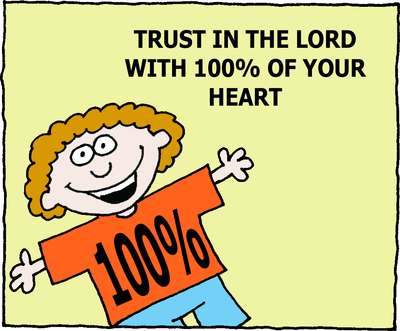 TRUST IN THE LORD
WITH 100% OF YOUR
HEART
100%